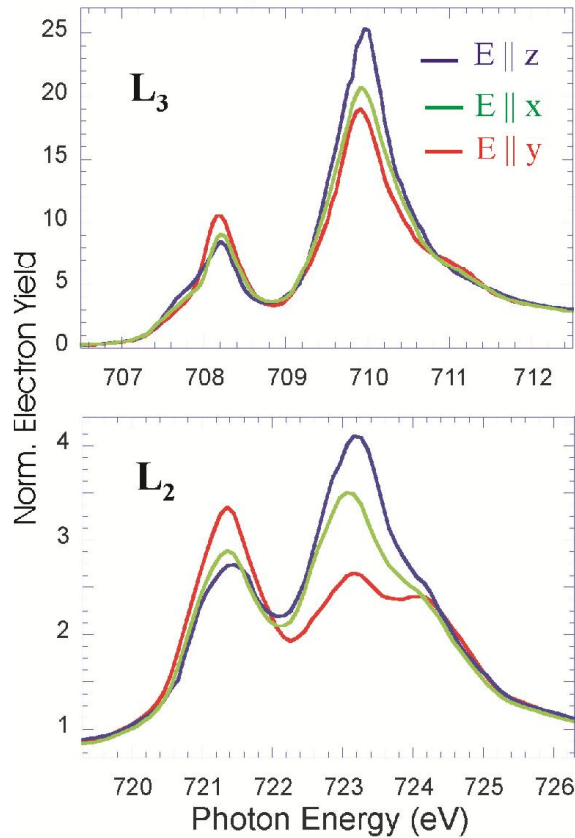 25
20
15
10
5
0
L3
E || z
E || x
E || y
707 708 709 710 711 712
Norm. Electron Yield
4
3
2
1
L2
720 721 722 723 724 725 726
Photon Energy (eV)